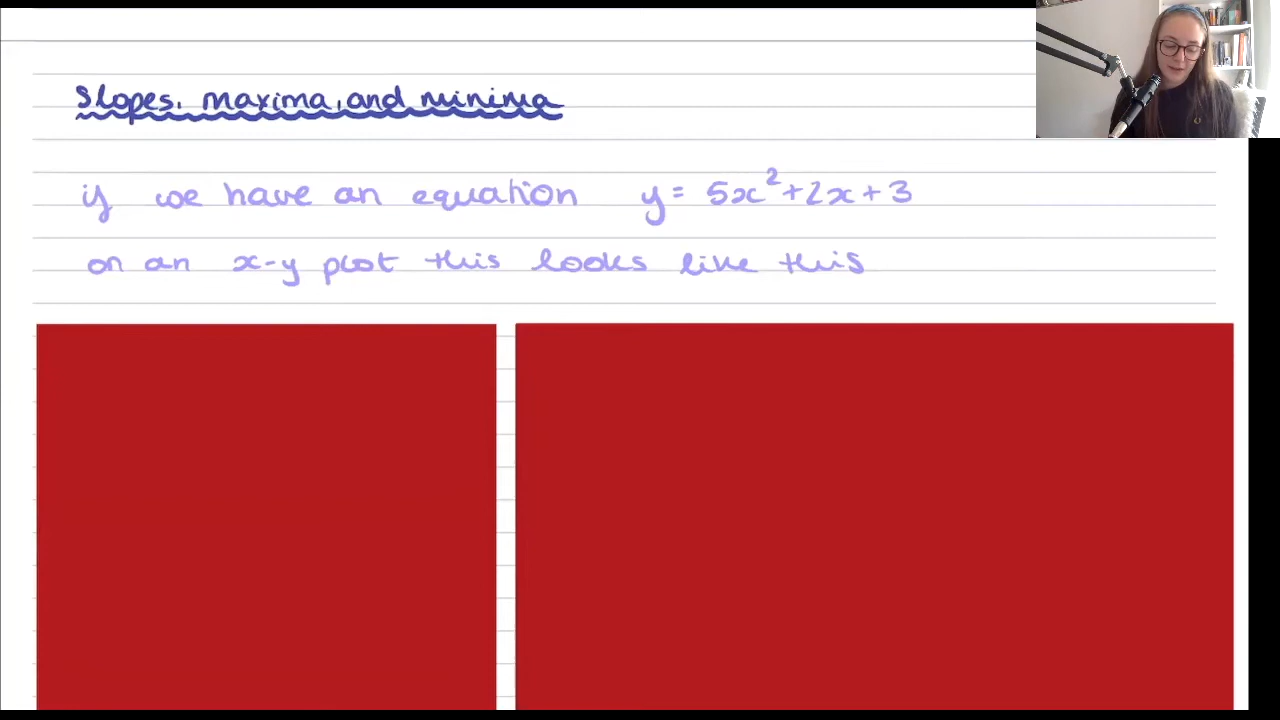 Slopes, maxima, and minima
if we have an equation y = 5x²+2x+3
on an x-y plot this looks like this